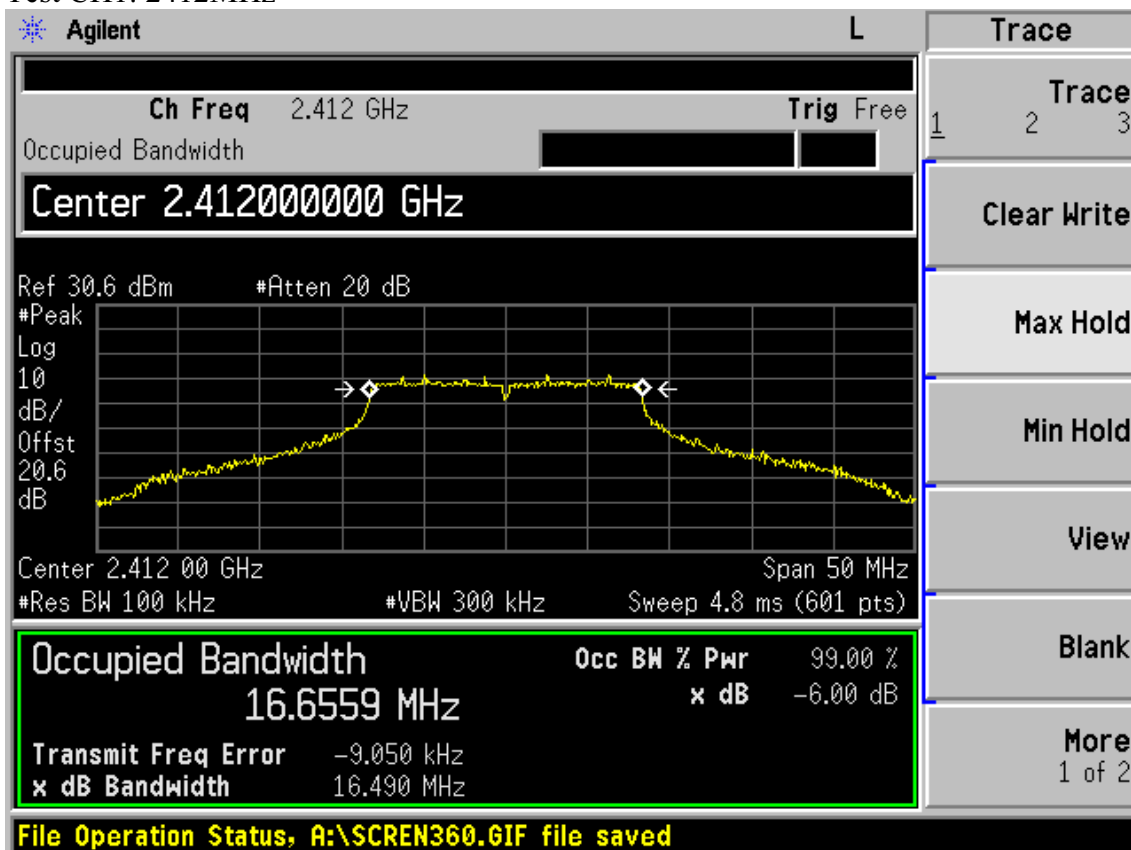 Test CH1: 2412MHz
Agilent L Trace
Ch Freq 2.412 GHz Trig Free
Occupied Bandwidth
Trace
1 2 3
Center 2.412000000 GHz
Clear Write
Ref 30.6 dBm #Atten 20 dB
#Peak
Log
10
dB/
Offst
20.6
dB
Max Hold
Min Hold
Center 2.412 00 GHz Span 50 MHz
#Res BW 100 kHz #VBW 300 kHz Sweep 4.8 ms (601 pts)
View
Occupied Bandwidth Occ BW % Pwr 99.00 %
16.6559 MHz x dB -6.00 dB
Blank
Transmit Freq Error -9.050 kHz
x dB Bandwidth 16.490 MHz
More
1 of 2
File Operation Status, A:\SCREN360.GIF file saved